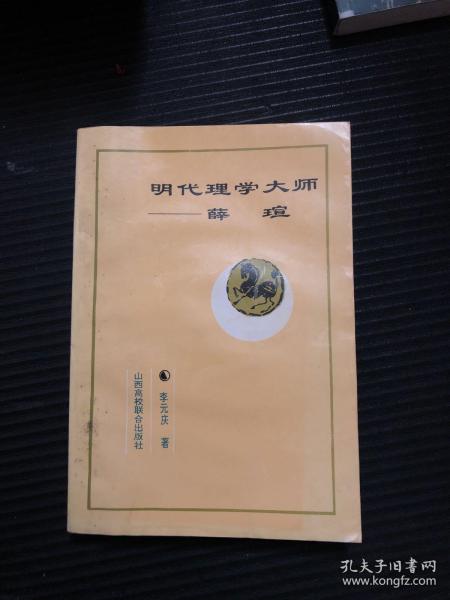 明代理学大师
——薛瑄
李元庆 著
山西高校联合出版社
孔夫子旧书网
www.kongfz.com